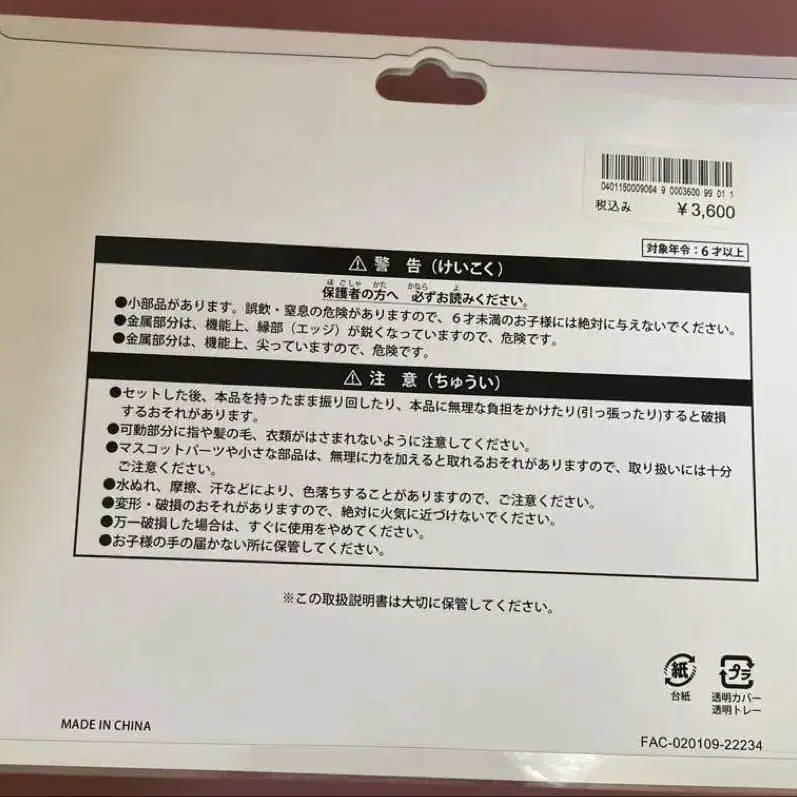 0401150009064 9 0003600 99 01 1
税込み ¥3,600
対象年令：6才以上
⚠ 警 告（けいこく）
ほごしゃ かた かなら よ
保護者の方へ 必ずお読みください。
●小部品があります。誤飲・窒息の危険がありますので、６才未満のお子様には絶対に与えないでください。
●金属部分は、機能上、縁部（エッジ）が鋭くなっていますので、危険です。
●金属部分は、機能上、尖っていますので、危険です。
⚠ 注 意（ちゅうい）
●セットした後、本品を持ったまま振り回したり、本品に無理な負担をかけたり(引っ張ったり)すると破損
するおそれがあります。
●可動部分に指や髪の毛、衣類がはさまれないように注意してください。
●マスコットパーツや小さな部品は、無理に力を加えると取れるおそれがありますので、取り扱いには十分
ご注意ください。
●水ぬれ、摩擦、汗などにより、色落ちすることがありますので、ご注意ください。
●変形・破損のおそれがありますので、絶対に火気に近づけないでください。
●万一破損した場合は、すぐに使用をやめてください。
●お子様の手の届かない所に保管してください。
※この取扱説明書は大切に保管してください。
紙 プラ
台紙 透明カバー
透明トレー
MADE IN CHINA
FAC-020109-22234